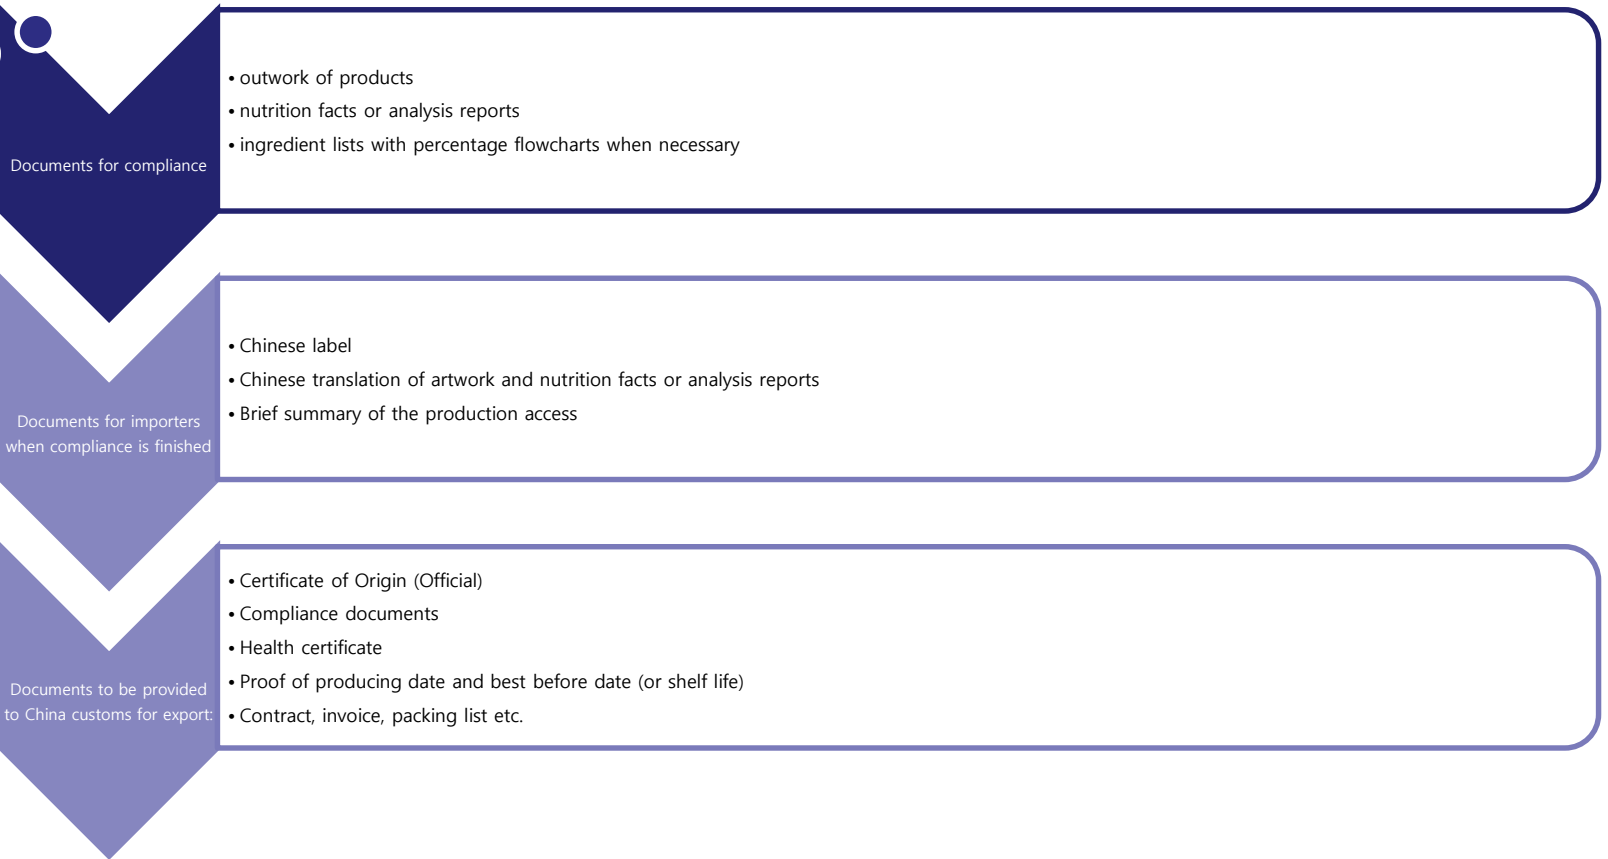 Documents for compliance
• outwork of products
• nutrition facts or analysis reports
• ingredient lists with percentage flowcharts when necessary
Documents for importers
when compliance is finished
• Chinese label
• Chinese translation of artwork and nutrition facts or analysis reports
• Brief summary of the production access
Documents to be provided
to China customs for export:
• Certificate of Origin (Official)
• Compliance documents
• Health certificate
• Proof of producing date and best before date (or shelf life)
• Contract, invoice, packing list etc.